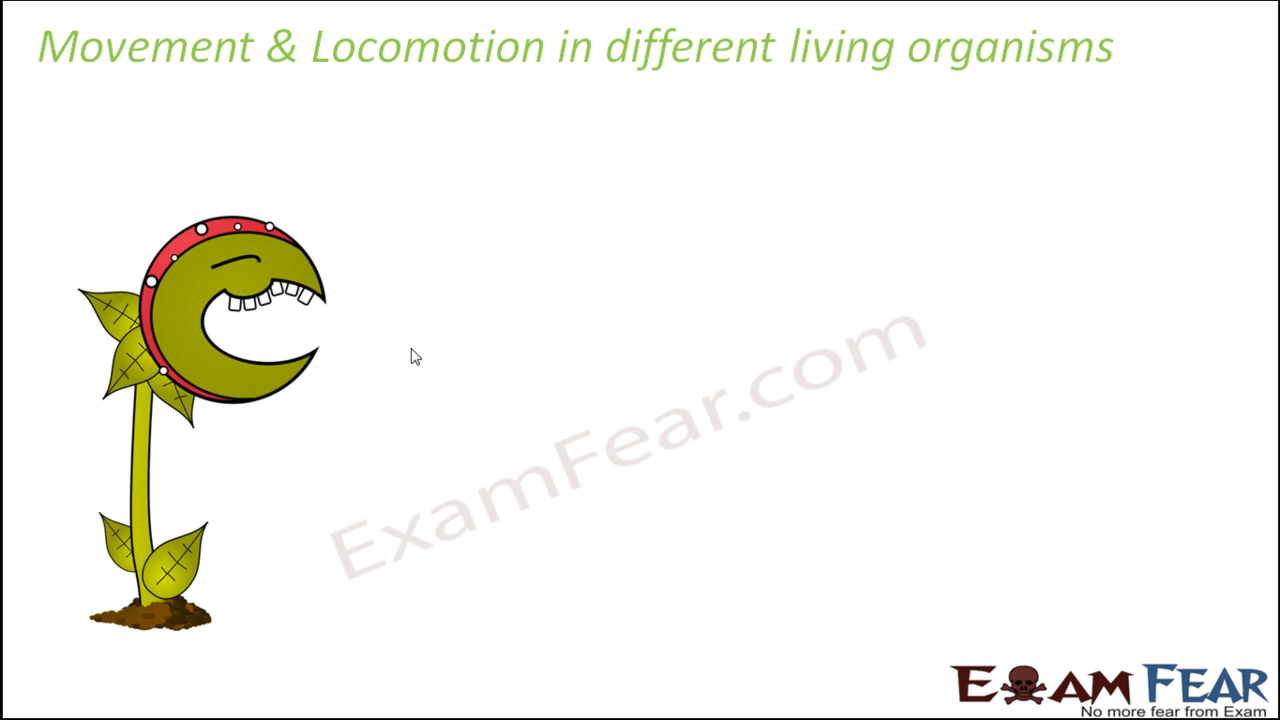 Movement & Locomotion in different living organisms
ExamFear.com
EXAM FEAR
No more fear from Exam